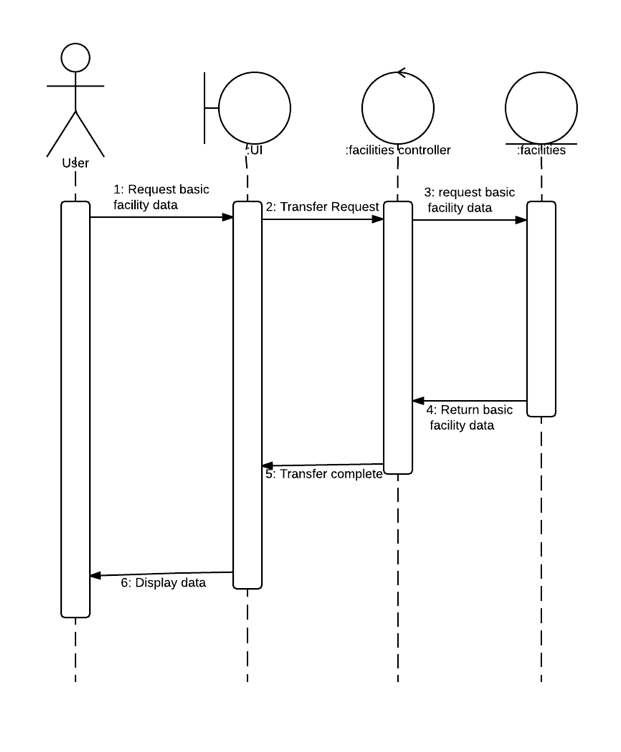 User
:UI
:facilities controller
:facilities
1: Request basic
facility data
2: Transfer Request
3: request basic
facility data
4: Return basic
facility data
5: Transfer complete
6: Display data